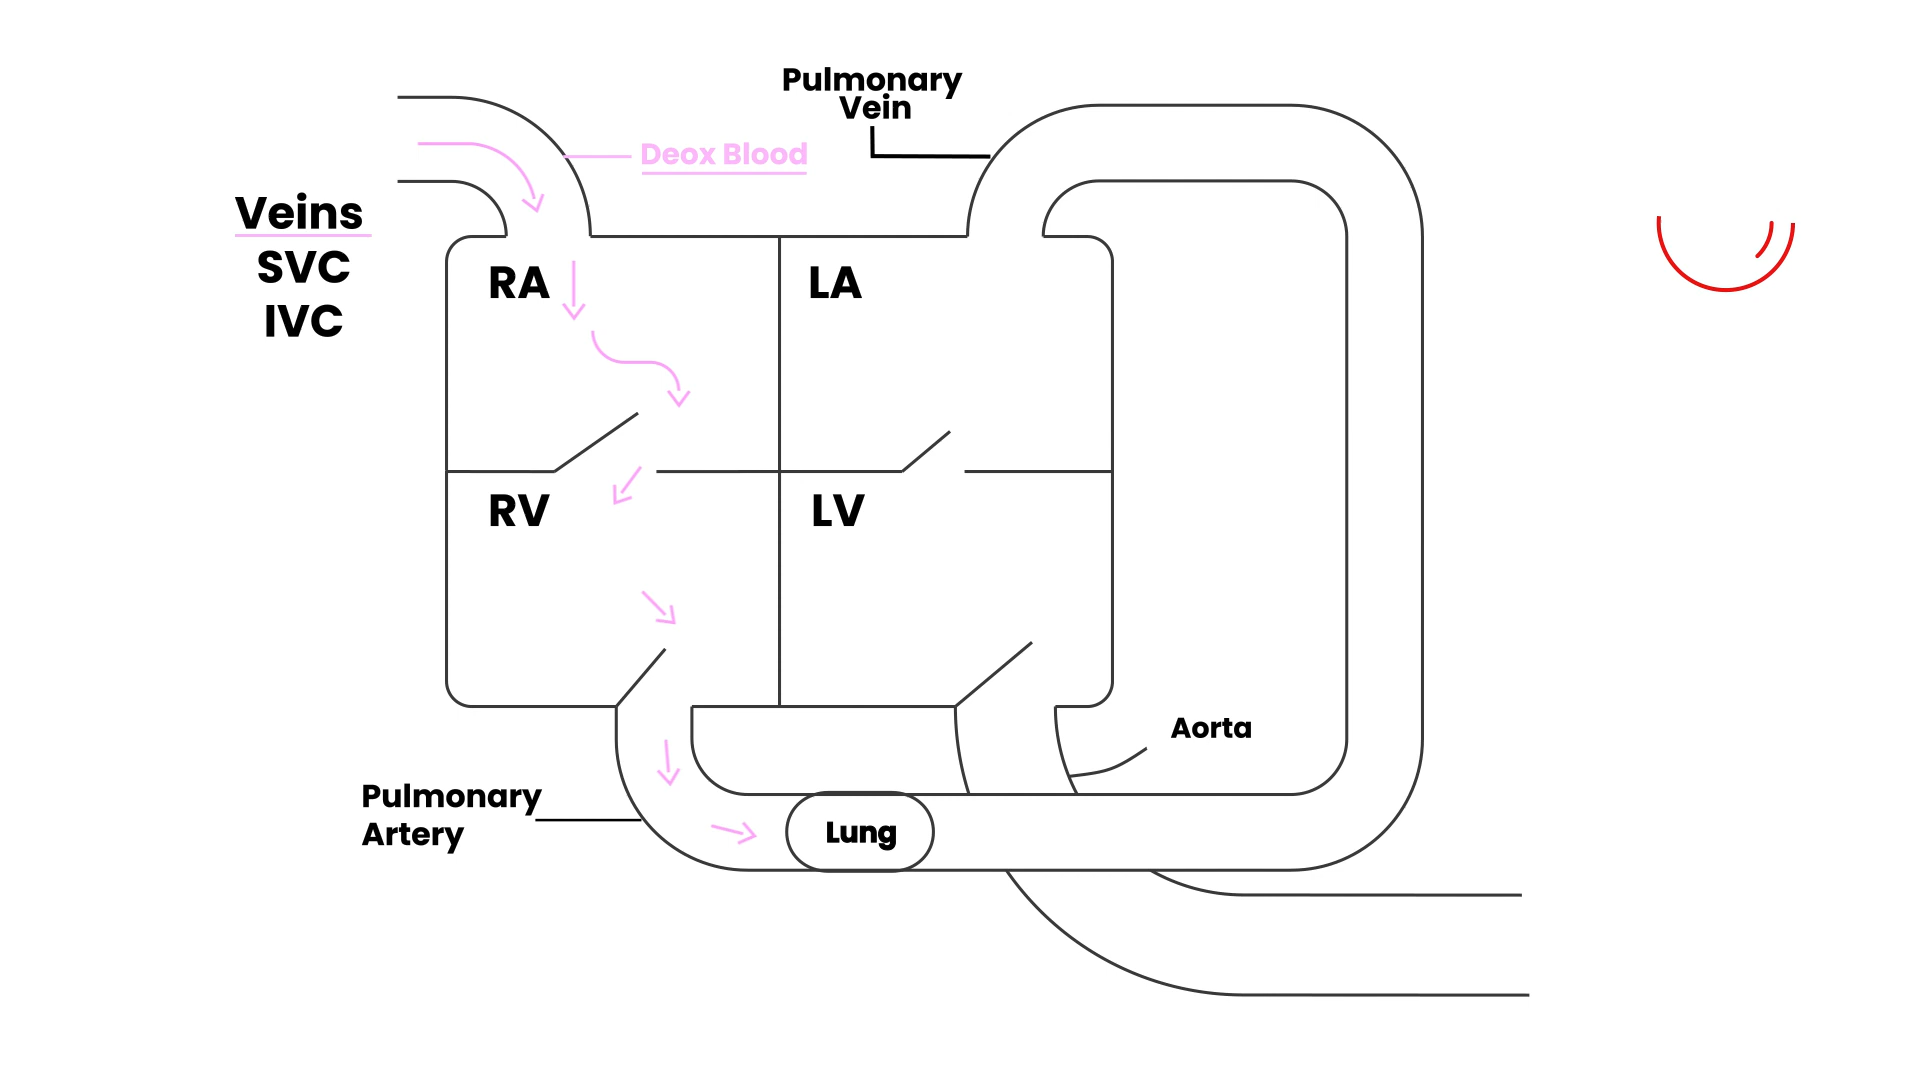 Pulmonary
Vein
Deox Blood
Veins
SVC
IVC
RA
LA
RV
LV
Aorta
Pulmonary
Artery
Lung